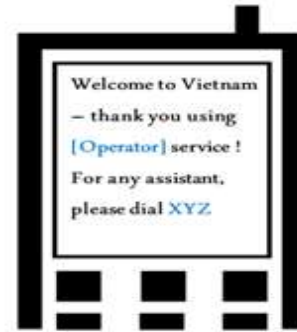 Welcome to Vietnam
– thank you using
[Operator] service !
For any assistant,
please dial XYZ